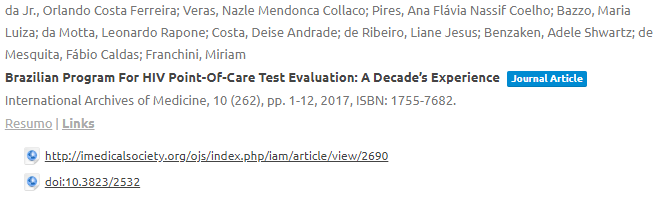 da Jr., Orlando Costa Ferreira; Veras, Nazle Mendonca Collaco; Pires, Ana Flávia Nassif Coelho; Bazzo, Maria
Luiza; da Motta, Leonardo Rapone; Costa, Deise Andrade; de Ribeiro, Liane Jesus; Benzaken, Adele Shwartz; de
Mesquita, Fábio Caldas; Franchini, Miriam
Brazilian Program For HIV Point-Of-Care Test Evaluation: A Decade’s Experience Journal Article
International Archives of Medicine, 10 (262), pp. 1-12, 2017, ISBN: 1755-7682.
Resumo | Links
http://imedicalsociety.org/ojs/index.php/iam/article/view/2690
doi:10.3823/2532